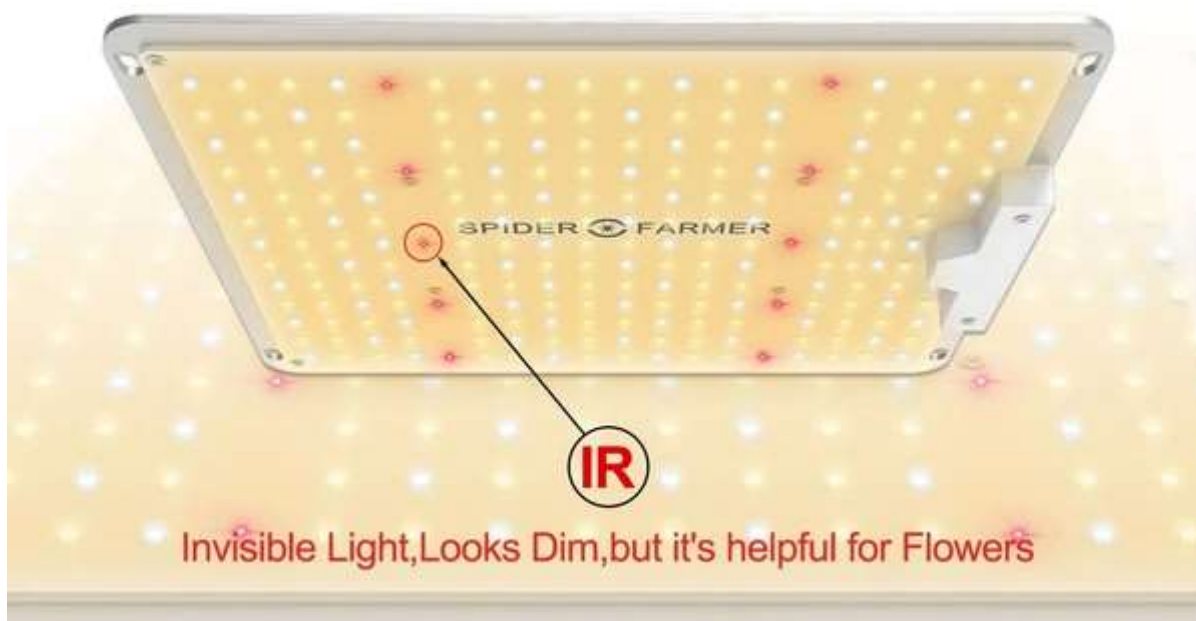 SPIDER FARMER
IR
Invisible Light,Looks Dim,but it's helpful for Flowers